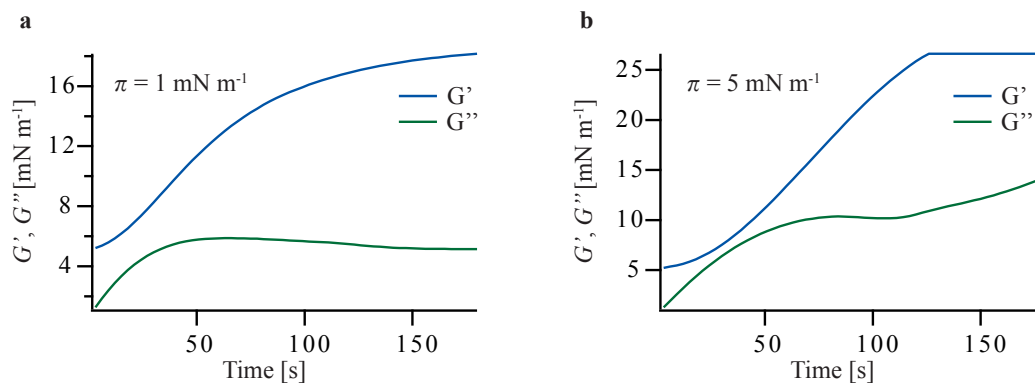 a
π = 1 mN m⁻¹
G’
G’’
16
12
8
4
G’, G’’ [mN m⁻¹]
50
100
150
Time [s]
b
π = 5 mN m⁻¹
G’
G’’
25
20
15
10
5
G’, G’’ [mN m⁻¹]
50
100
150
Time [s]